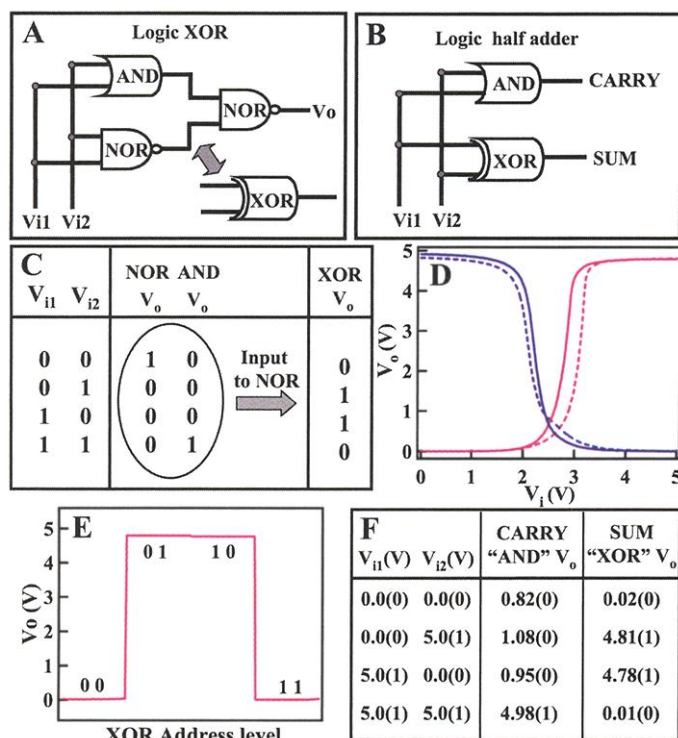 A
Logic XOR
AND
NOR
Vo
NOR
XOR
Vi1 Vi2
B
Logic half adder
AND
CARRY
XOR
SUM
Vi1 Vi2
C
NOR AND XOR
Vi1 Vi2 Vo Vo Vo
0 0 1 0 0
0 1 0 0 1
1 0 0 0 1
1 1 0 1 0
Input
to NOR
D
Vo(V)
5
4
3
2
1
0
0 1 2 3 4 5
Vi(V)
E
Vo (V)
5
4
3
2
1
0
0 1 1 0
0 0 1 1
XOR Address level
F
CARRY SUM
Vi1(V) Vi2(V) "AND" Vo "XOR" Vo
0.0(0) 0.0(0) 0.82(0) 0.02(0)
0.0(0) 5.0(1) 1.08(0) 4.81(1)
5.0(1) 0.0(0) 0.95(0) 4.78(1)
5.0(1) 5.0(1) 4.98(1) 0.01(0)